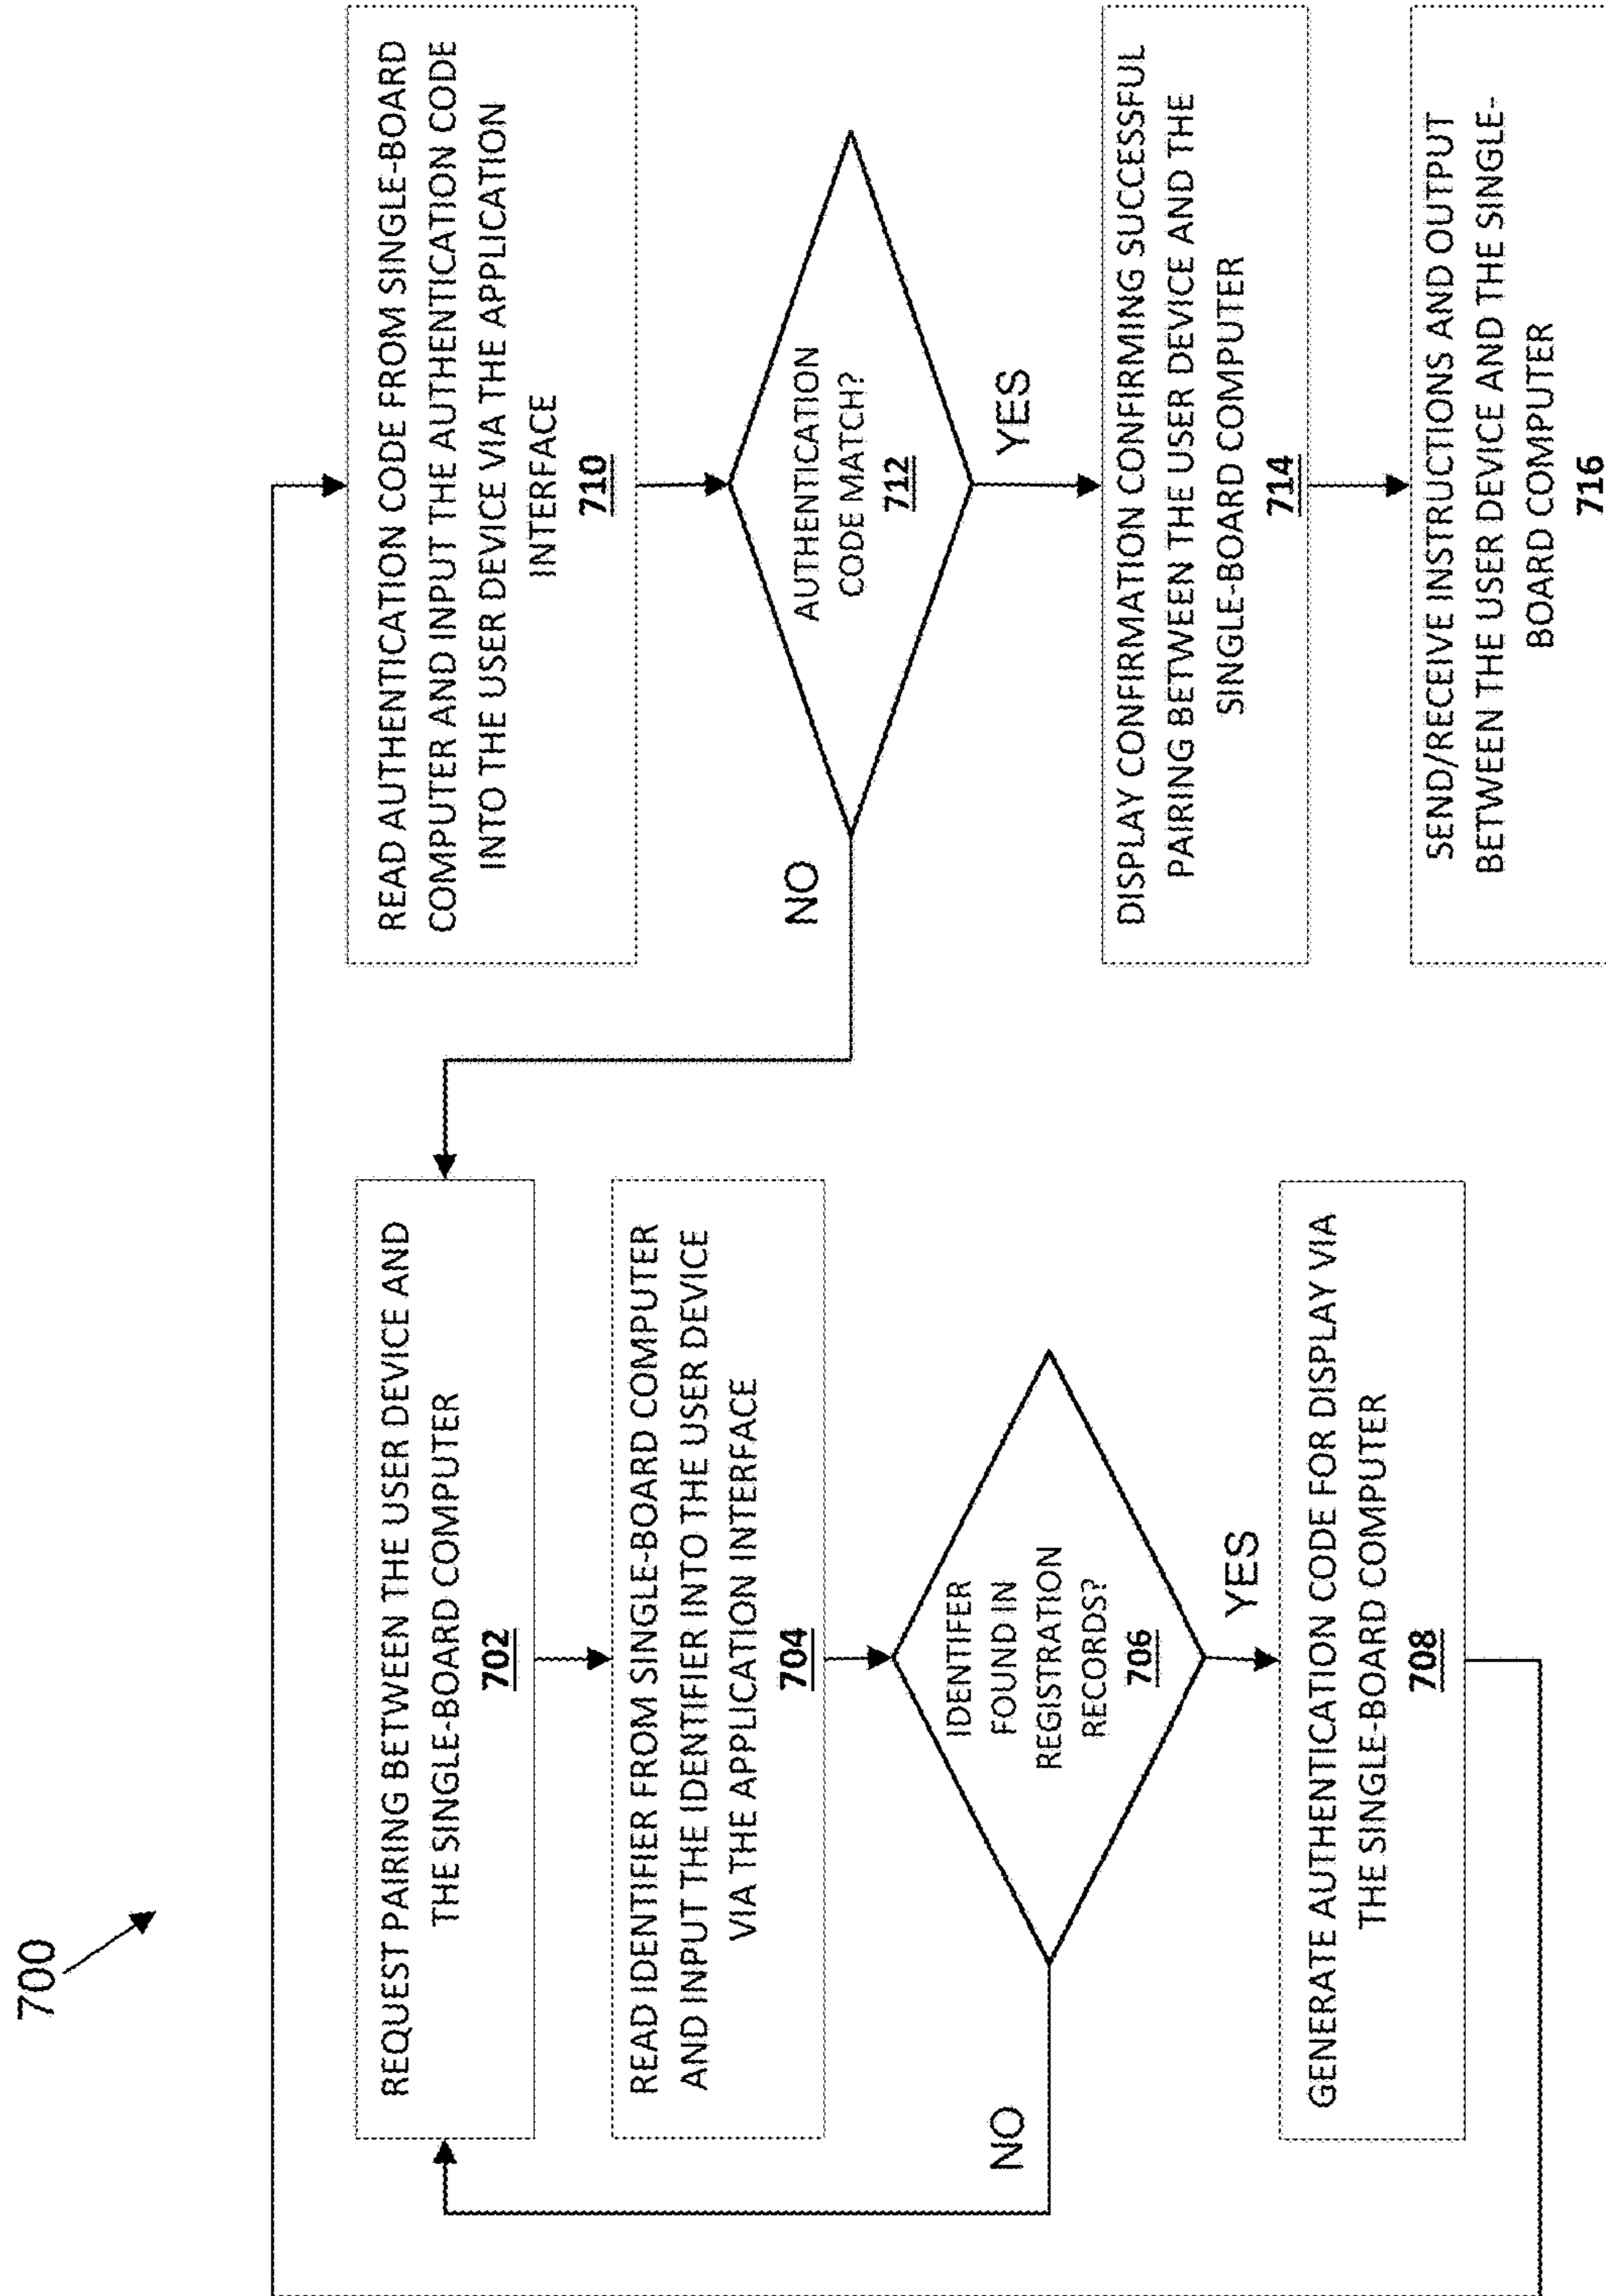 700
REQUEST PAIRING BETWEEN THE USER DEVICE AND
THE SINGLE-BOARD COMPUTER
702
READ IDENTIFIER FROM SINGLE-BOARD COMPUTER
AND INPUT THE IDENTIFIER INTO THE USER DEVICE
VIA THE APPLICATION INTERFACE
704
IDENTIFIER
FOUND IN
REGISTRATION
RECORDS?
706
NO
YES
GENERATE AUTHENTICATION CODE FOR DISPLAY VIA
THE SINGLE-BOARD COMPUTER
708
READ AUTHENTICATION CODE FROM SINGLE-BOARD
COMPUTER AND INPUT THE AUTHENTICATION CODE
INTO THE USER DEVICE VIA THE APPLICATION
INTERFACE
710
AUTHENTICATION
CODE MATCH?
712
NO
YES
DISPLAY CONFIRMATION CONFIRMING SUCCESSFUL
PAIRING BETWEEN THE USER DEVICE AND THE
SINGLE-BOARD COMPUTER
714
SEND/RECEIVE INSTRUCTIONS AND OUTPUT
BETWEEN THE USER DEVICE AND THE SINGLE-
BOARD COMPUTER
716